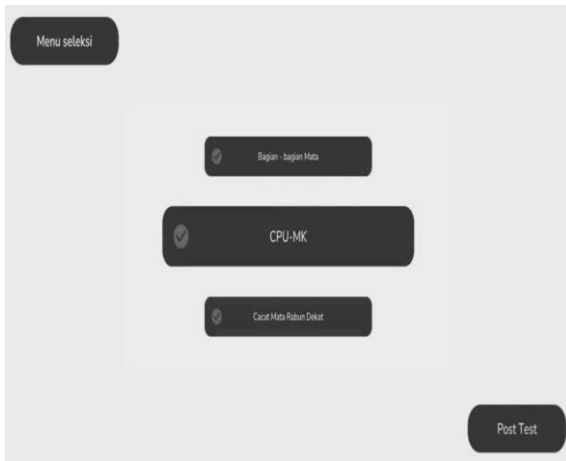 Menu seleksi
Bagian - bagian Mata
CPU-MK
Cacat Mata Rabun Dekat
Post Test